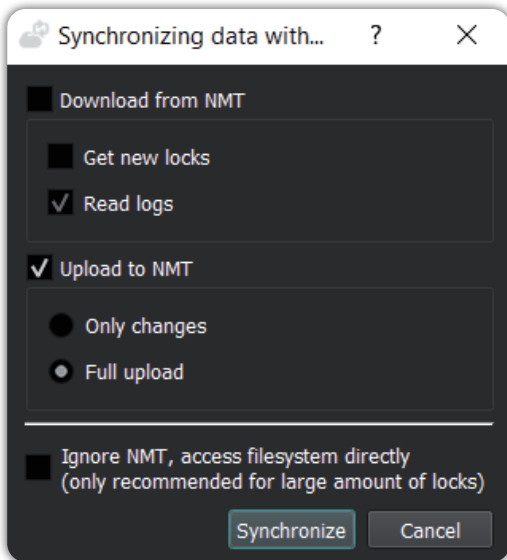 Synchronizing data with...
Download from NMT
Get new locks
Read logs
Upload to NMT
Only changes
Full upload
Ignore NMT, access filesystem directly
(only recommended for large amount of locks)
Synchronize Cancel